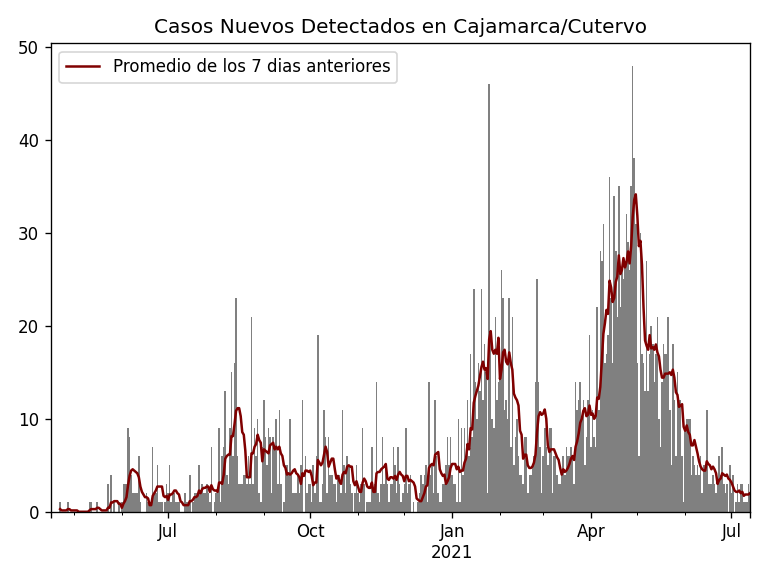 Casos Nuevos Detectados en Cajamarca/Cutervo
Promedio de los 7 dias anteriores
50
40
30
20
10
0
Jul
Oct
Jan
2021
Apr
Jul